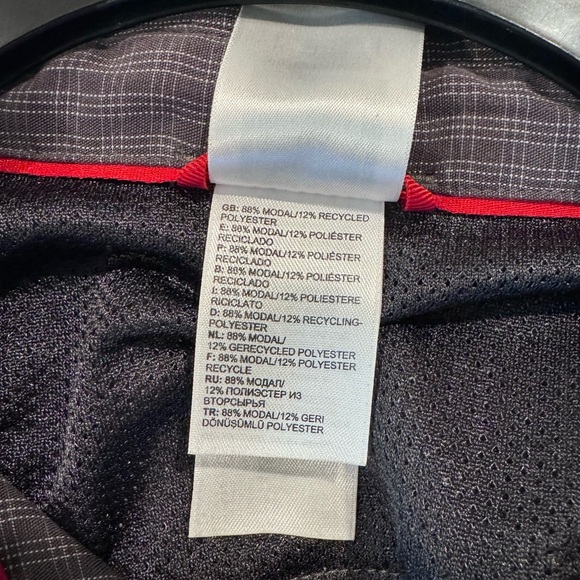 GB: 88% MODAL/12% RECYCLED
POLYESTER
E: 88% MODAL/12% POLIÉSTER
RECICLADO
P: 88% MODAL/12% POLIÉSTER
RECICLADO
B: 88% MODAL/12% POLIÉSTER
RECICLADO
I: 88% MODAL/12% POLIESTERE
RICICLATO
D: 88% MODAL/12% RECYCLING-
POLYESTER
NL: 88% MODAL/
12% GERECYCLED POLYESTER
F: 88% MODAL/12% POLYESTER
RECYCLE
RU: 88% МОДАЛ/
12% ПОЛИЭСТЕР ИЗ
ВТОРСЫРЬЯ
TR: 88% MODAL/12% GERI
DÖNÜŞÜMLÜ POLYESTER